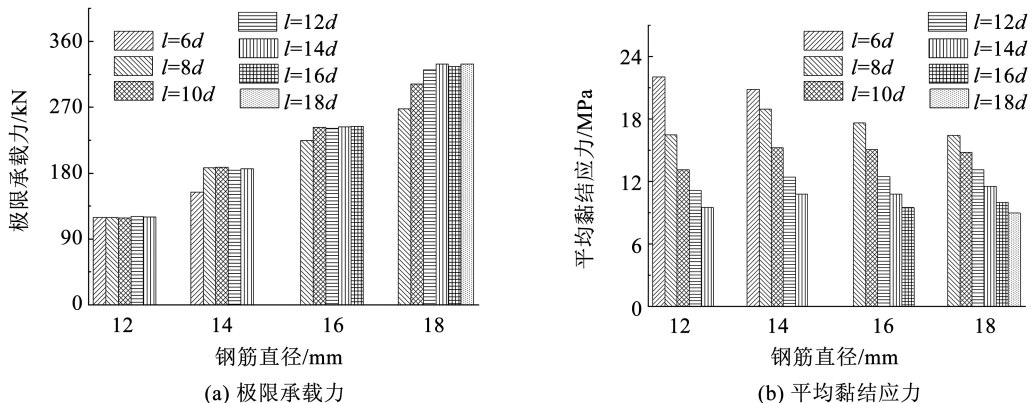 极限承载力/kN
360
270
180
90
0
l=6d
l=8d
l=10d
l=12d
l=14d
l=16d
l=18d
12 14 16 18
钢筋直径/mm
(a) 极限承载力
平均黏结应力/MPa
24
18
12
6
0
l=6d
l=8d
l=10d
l=12d
l=14d
l=16d
l=18d
12 14 16 18
钢筋直径/mm
(b) 平均黏结应力